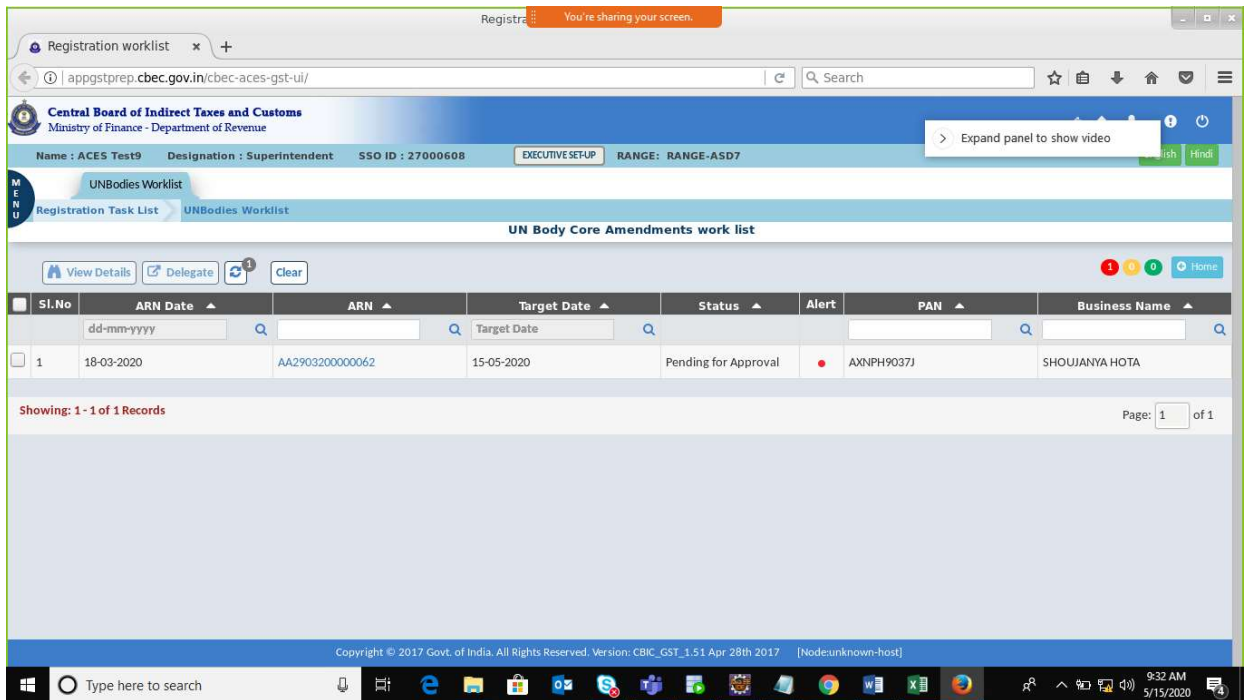 Registra
You're sharing your screen.
Registration worklist × +
appgstprep.cbec.gov.in/cbec-aces-gst-ui/
Search
Central Board of Indirect Taxes and Customs
Ministry of Finance - Department of Revenue
Expand panel to show video
Name : ACES Test9 Designation : Superintendent SSO ID : 27000608 EXECUTIVE SET-UP RANGE: RANGE-ASD7 ish Hindi
MENU
UNBodies Worklist
Registration Task List UNBodies Worklist
UN Body Core Amendments work list
View Details Delegate 1 Clear 1 0 0 Home
Sl.No ARN Date ARN Target Date Status Alert PAN Business Name
dd-mm-yyyy Target Date
1 18-03-2020 AA2903200000062 15-05-2020 Pending for Approval AXNPH9037J SHOUJANYA HOTA
Showing: 1 - 1 of 1 Records
Page: 1 of 1
Copyright © 2017 Govt. of India. All Rights Reserved. Version: CBIC_GST_1.51 Apr 28th 2017 [Node:unknown-host]
Type here to search
9:32 AM
5/15/2020
4